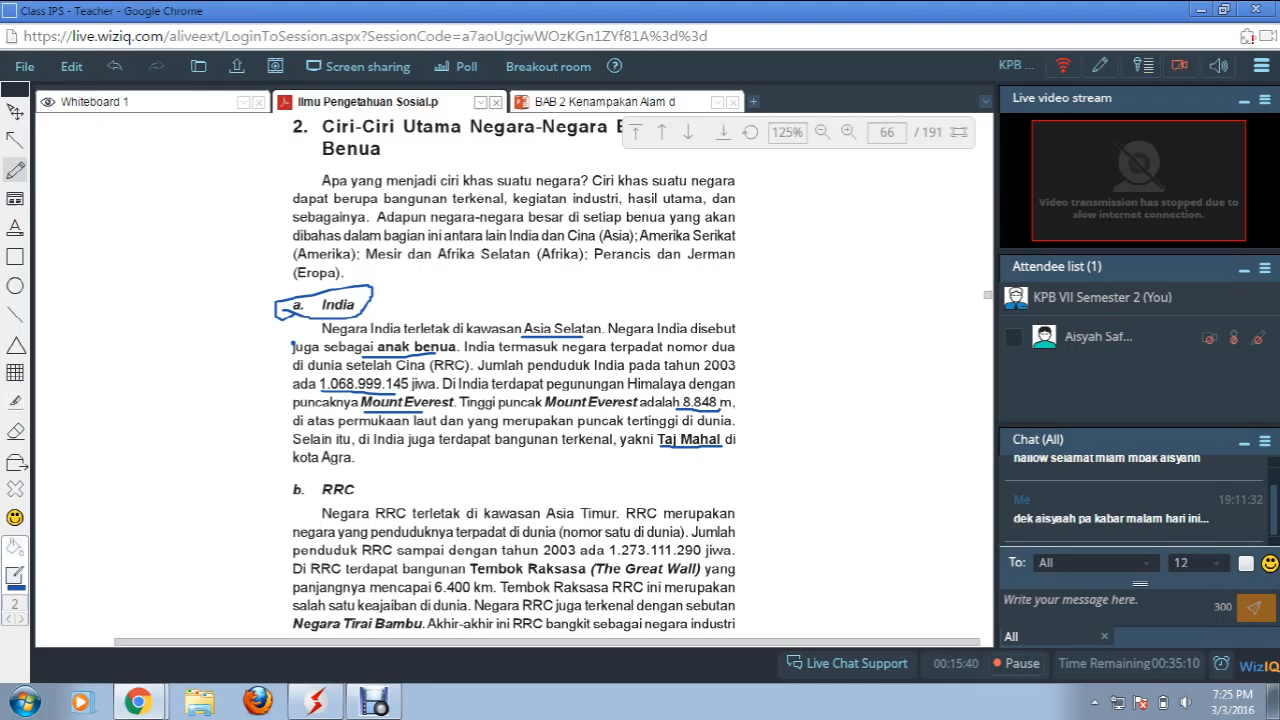 Class IPS - Teacher - Google Chrome
https://live.wiziq.com/aliveext/LoginToSession.aspx?SessionCode=a7aoUgcjwWOzKGn1ZYf81A%3d%3d
File Edit Screen sharing Poll Breakout room KPB ...
Whiteboard 1 Ilmu Pengetahuan Sosial.p BAB 2 Kenampakan Alam d
125% 66 / 191
2. Ciri-Ciri Utama Negara-Negara
Benua
Apa yang menjadi ciri khas suatu negara? Ciri khas suatu negara
dapat berupa bangunan terkenal, kegiatan industri, hasil utama, dan
sebagainya. Adapun negara-negara besar di setiap benua yang akan
dibahas dalam bagian ini antara lain India dan Cina (Asia); Amerika Serikat
(Amerika); Mesir dan Afrika Selatan (Afrika); Perancis dan Jerman
(Eropa).
a. India
Negara India terletak di kawasan Asia Selatan. Negara India disebut
juga sebagai anak benua. India termasuk negara terpadat nomor dua
di dunia setelah Cina (RRC). Jumlah penduduk India pada tahun 2003
ada 1.068.999.145 jiwa. Di India terdapat pegunungan Himalaya dengan
puncaknya Mount Everest. Tinggi puncak Mount Everest adalah 8.848 m,
di atas permukaan laut dan yang merupakan puncak tertinggi di dunia.
Selain itu, di India juga terdapat bangunan terkenal, yakni Taj Mahal di
kota Agra.
b. RRC
Negara RRC terletak di kawasan Asia Timur. RRC merupakan
negara yang penduduknya terpadat di dunia (nomor satu di dunia). Jumlah
penduduk RRC sampai dengan tahun 2003 ada 1.273.111.290 jiwa.
Di RRC terdapat bangunan Tembok Raksasa (The Great Wall) yang
panjangnya mencapai 6.400 km. Tembok Raksasa RRC ini merupakan
salah satu keajaiban di dunia. Negara RRC juga terkenal dengan sebutan
Negara Tirai Bambu. Akhir-akhir ini RRC bangkit sebagai negara industri
2
Live video stream
Video transmission has stopped due to
slow internet connection.
Attendee list (1)
KPB VII Semester 2 (You)
Aisyah Saf...
Chat (All)
hallow selamat mlam mbak aisyahh
Me 19:11:32
dek aisyaah pa kabar malam hari ini...
To: All 12
Write your message here. 300
All
Live Chat Support 00:15:40 Pause Time Remaining 00:35:10 WizIQ
7:25 PM
3/3/2016